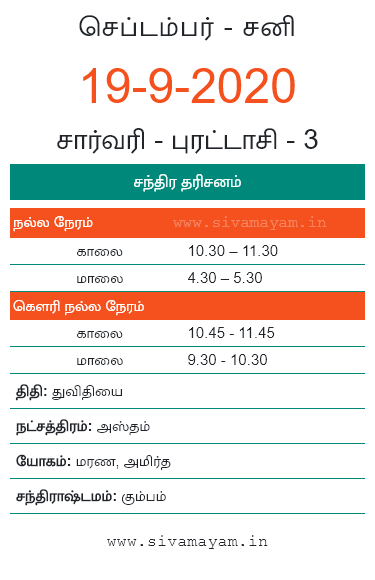 செப்டம்பர் - சனி
19-9-2020
சார்வரி - புரட்டாசி - 3
சந்திர தரிசனம்
நல்ல நேரம் www.sivamayam.in
காலை 10.30 – 11.30
மாலை 4.30 – 5.30
கௌரி நல்ல நேரம்
காலை 10.45 - 11.45
மாலை 9.30 - 10.30
திதி: துவிதியை
நட்சத்திரம்: அஸ்தம்
யோகம்: மரண, அமிர்த
சந்திராஷ்டமம்: கும்பம்
www.sivamayam.in